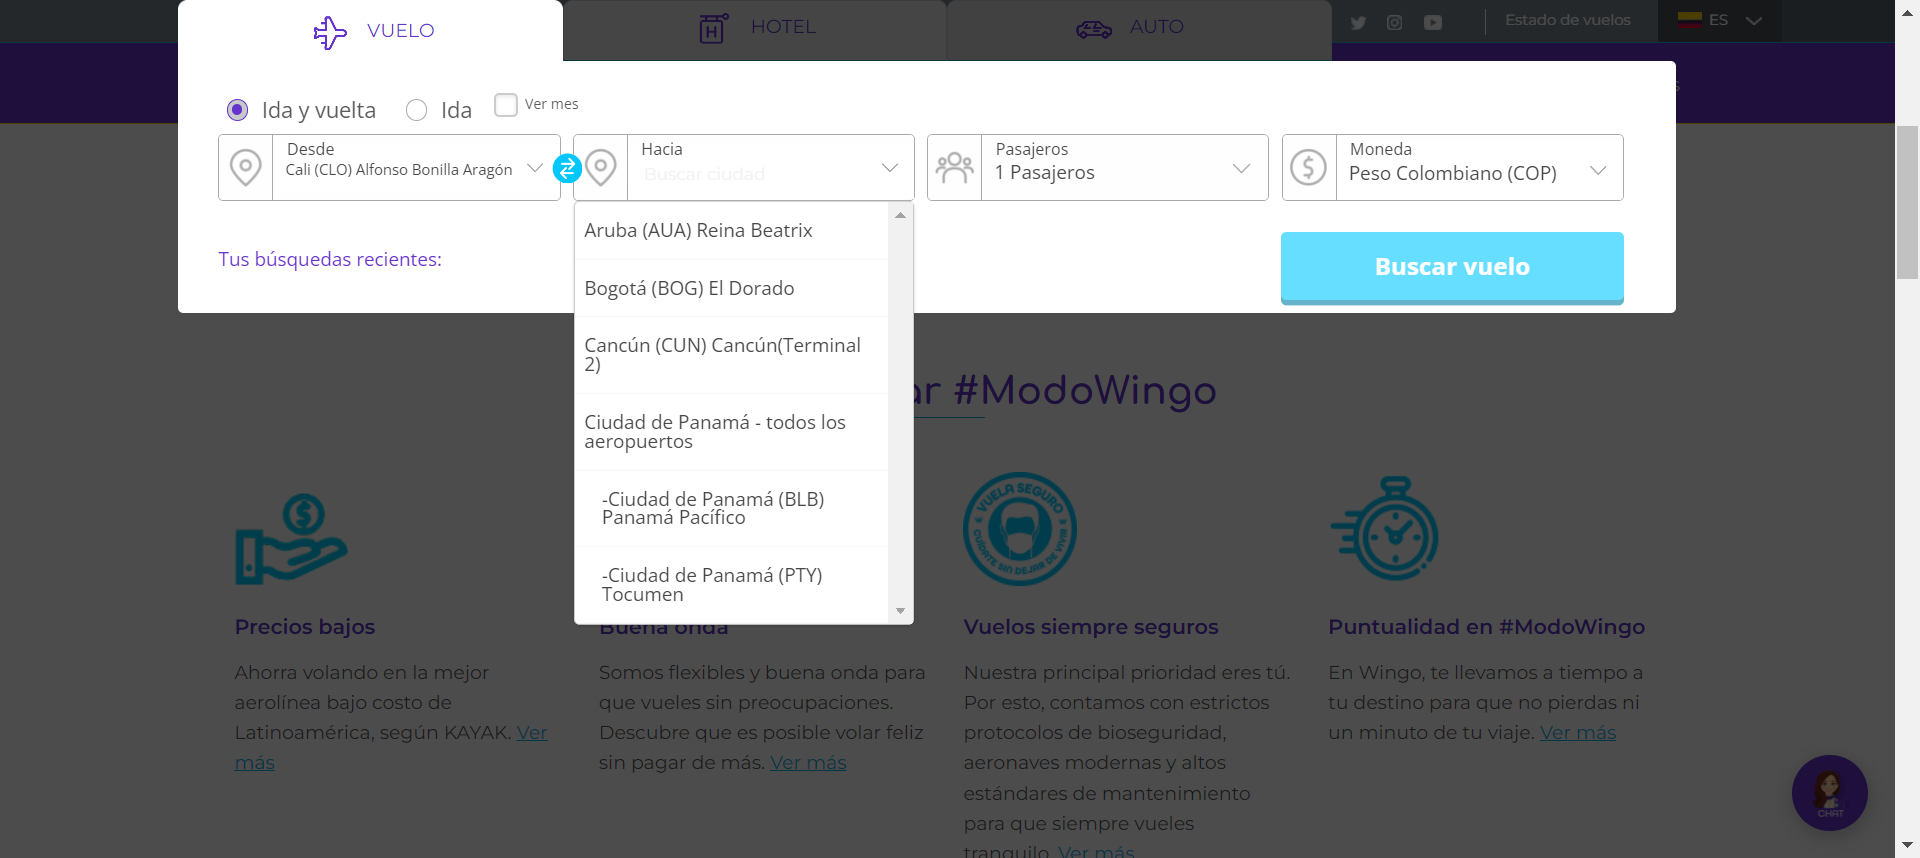 VUELO
HOTEL
AUTO
Estado de vuelos
ES
Ida y vuelta
Ida
Ver mes
Desde
Cali (CLO) Alfonso Bonilla Aragón
Hacia
Buscar ciudad
Pasajeros
1 Pasajeros
Moneda
Peso Colombiano (COP)
Tus búsquedas recientes:
Buscar vuelo
Aruba (AUA) Reina Beatrix
Bogotá (BOG) El Dorado
Cancún (CUN) Cancún(Terminal
2)
Ciudad de Panamá - todos los
aeropuertos
-Ciudad de Panamá (BLB)
Panamá Pacífico
-Ciudad de Panamá (PTY)
Tocumen
ar #ModoWingo
VUELA SEGURO
CUÍDATE SIN DEJAR DE VIVIR
Precios bajos
Ahorra volando en la mejor
aerolínea bajo costo de
Latinoamérica, según KAYAK. Ver
más
Buena onda
Somos flexibles y buena onda para
que vueles sin preocupaciones.
Descubre que es posible volar feliz
sin pagar de más. Ver más
Vuelos siempre seguros
Nuestra principal prioridad eres tú.
Por esto, contamos con estrictos
protocolos de bioseguridad,
aeronaves modernas y altos
estándares de mantenimiento
para que siempre vueles
tranquilo. Ver más
Puntualidad en #ModoWingo
En Wingo, te llevamos a tiempo a
tu destino para que no pierdas ni
un minuto de tu viaje. Ver más
CHAT